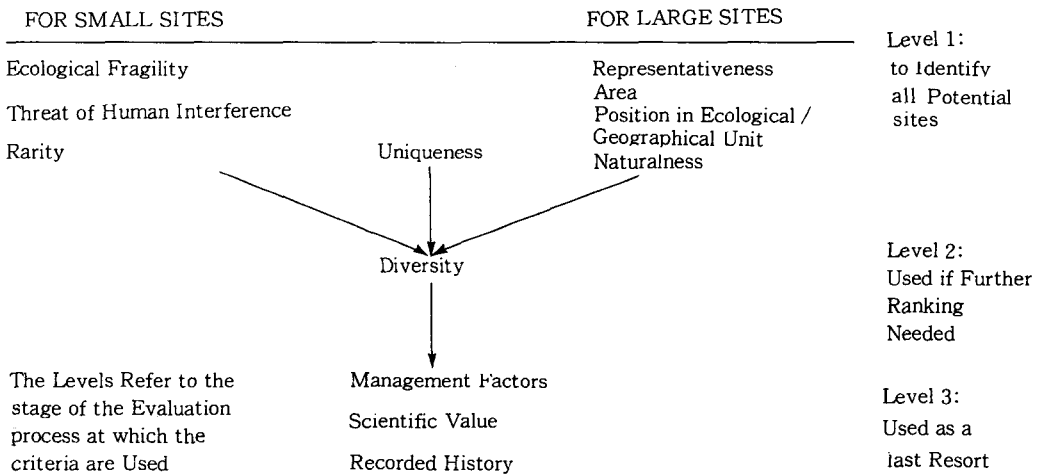 FOR SMALL SITES
FOR LARGE SITES
Ecological Fragility
Threat of Human Interference
Rarity
Uniqueness
Representativeness
Area
Position in Ecological /
Geographical Unit
Naturalness
Level 1:
to Identify
all Potential
sites
Diversity
Level 2:
Used if Further
Ranking
Needed
The Levels Refer to the
stage of the Evaluation
process at which the
criteria are Used
Management Factors
Scientific Value
Recorded History
Level 3:
Used as a
last Resort